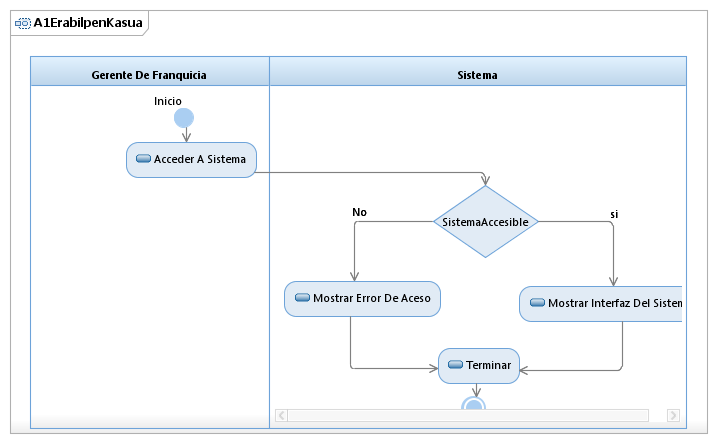 A1ErabilpenKasua
Gerente De Franquicia
Sistema
Inicio
Acceder A Sistema
SistemaAccesible
No
si
Mostrar Error De Aceso
Mostrar Interfaz Del Sistem
Terminar